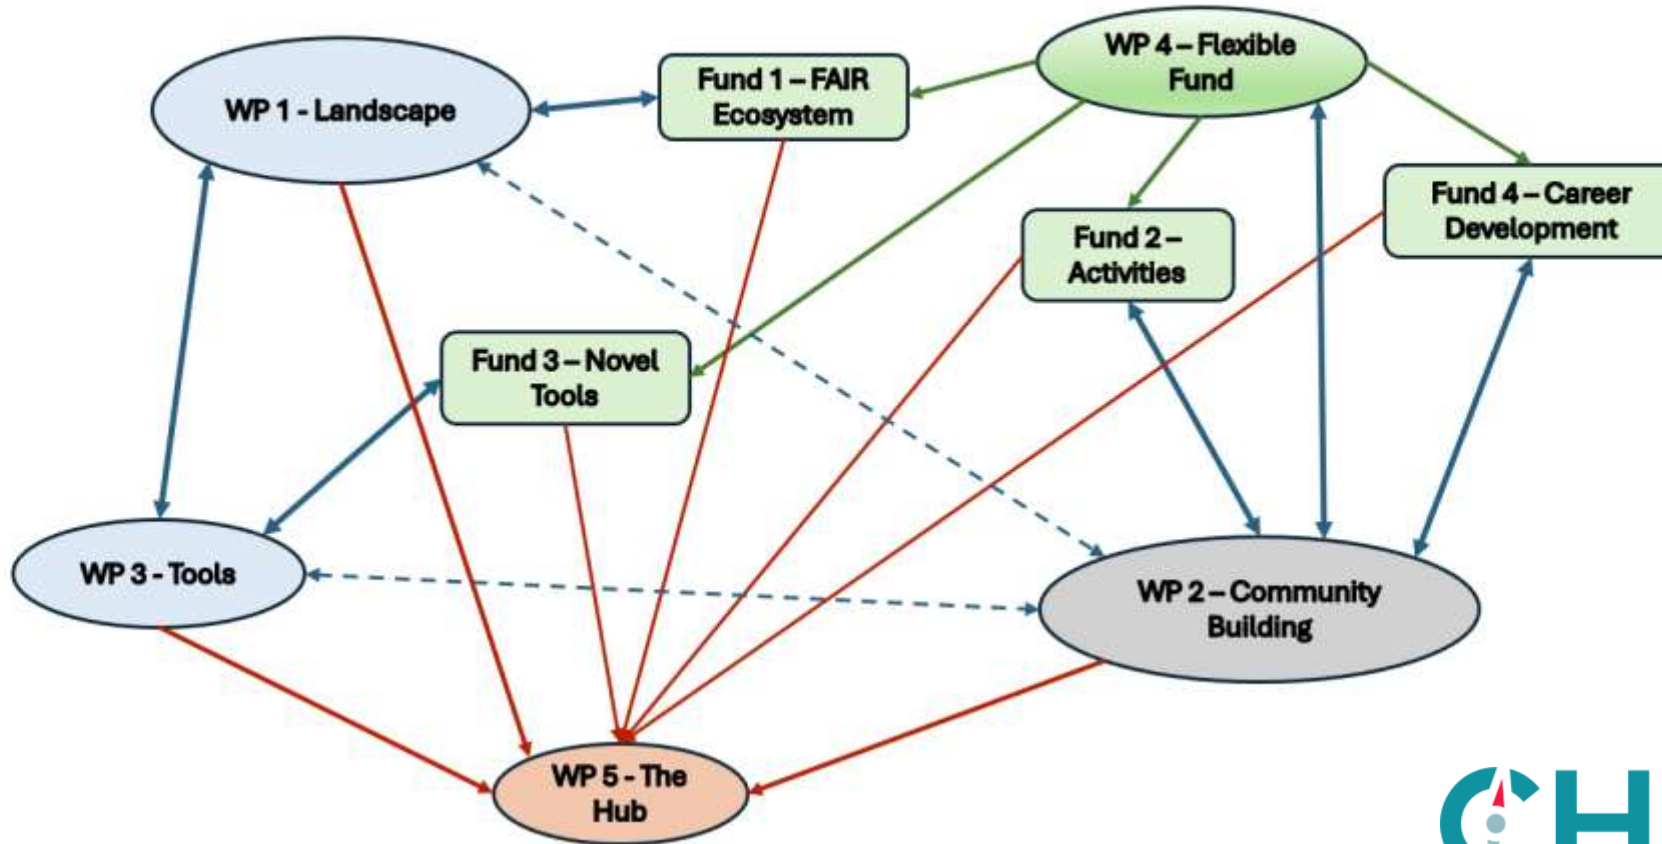 WP 4 – Flexible
Fund
WP 1 - Landscape
Fund 1 – FAIR
Ecosystem
Fund 4 – Career
Development
Fund 2 –
Activities
Fund 3 – Novel
Tools
WP 3 - Tools
WP 2 – Community
Building
WP 5 - The
Hub
CH